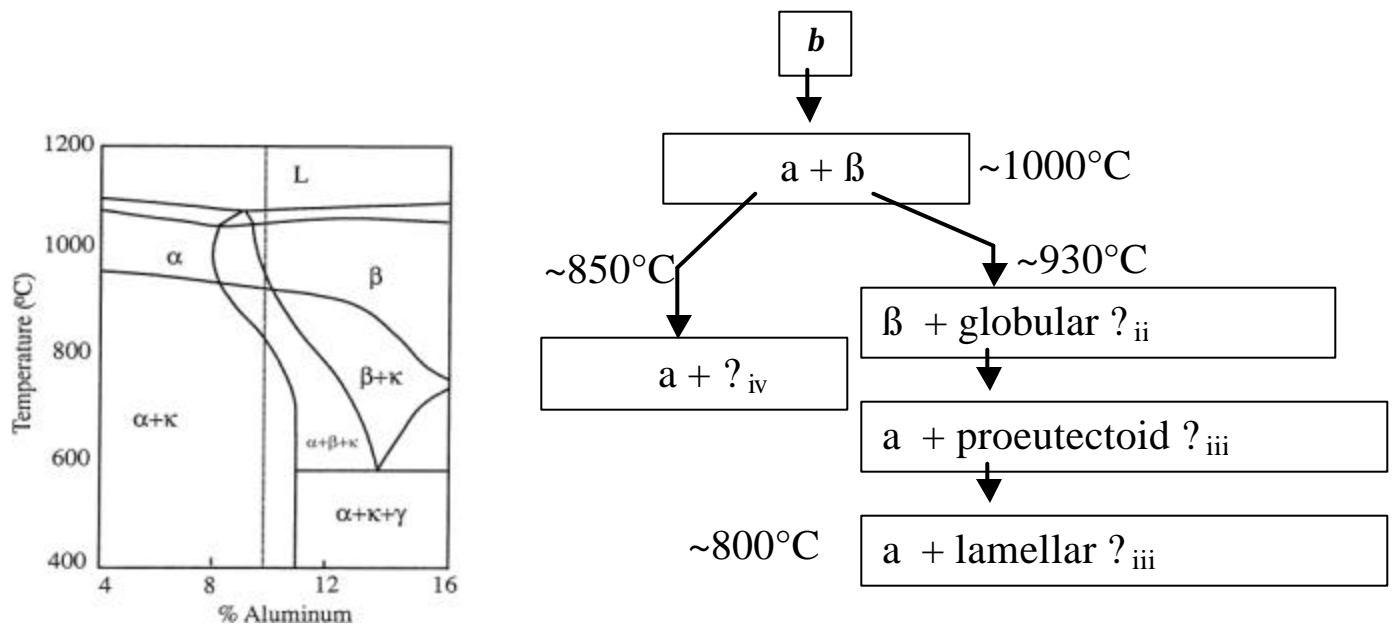 1200
1000
800
600
400
Temperature (ºC)
L
α
β
β+κ
α+κ
α+β+κ
α+κ+γ
4
8
12
16
% Aluminum
b
a + ß
~1000°C
~850°C
~930°C
ß + globular ?ii
a + ?iv
a + proeutectoid ?iii
~800°C
a + lamellar ?iii